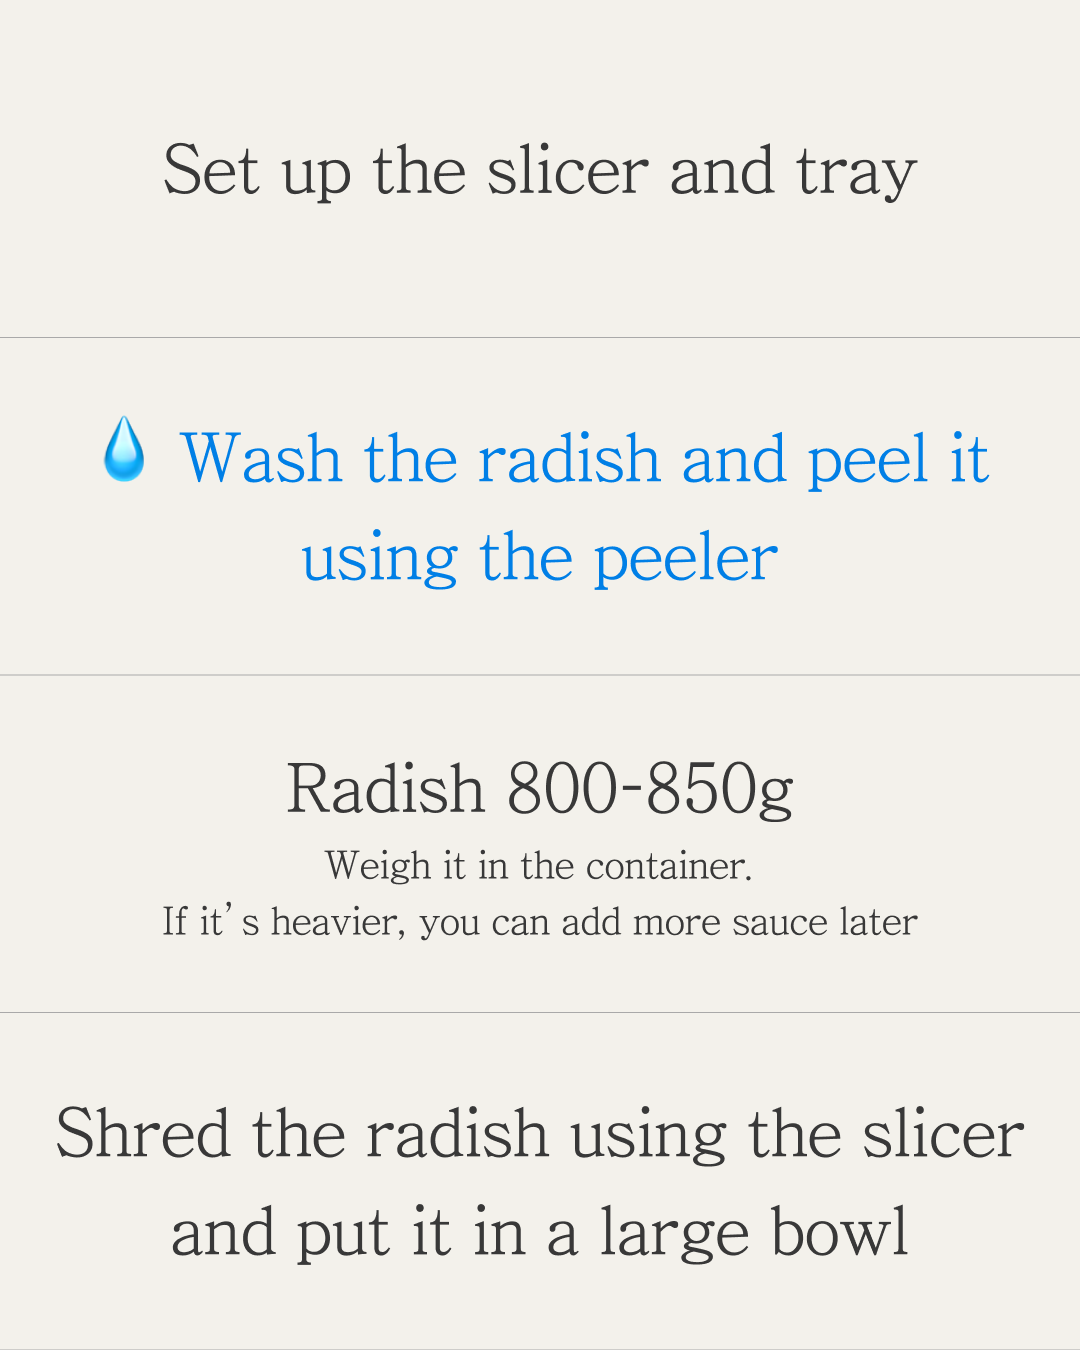 Set up the slicer and tray
💧 Wash the radish and peel it
using the peeler
Radish 800-850g
Weigh it in the container.
If it’s heavier, you can add more sauce later
Shred the radish using the slicer
and put it in a large bowl